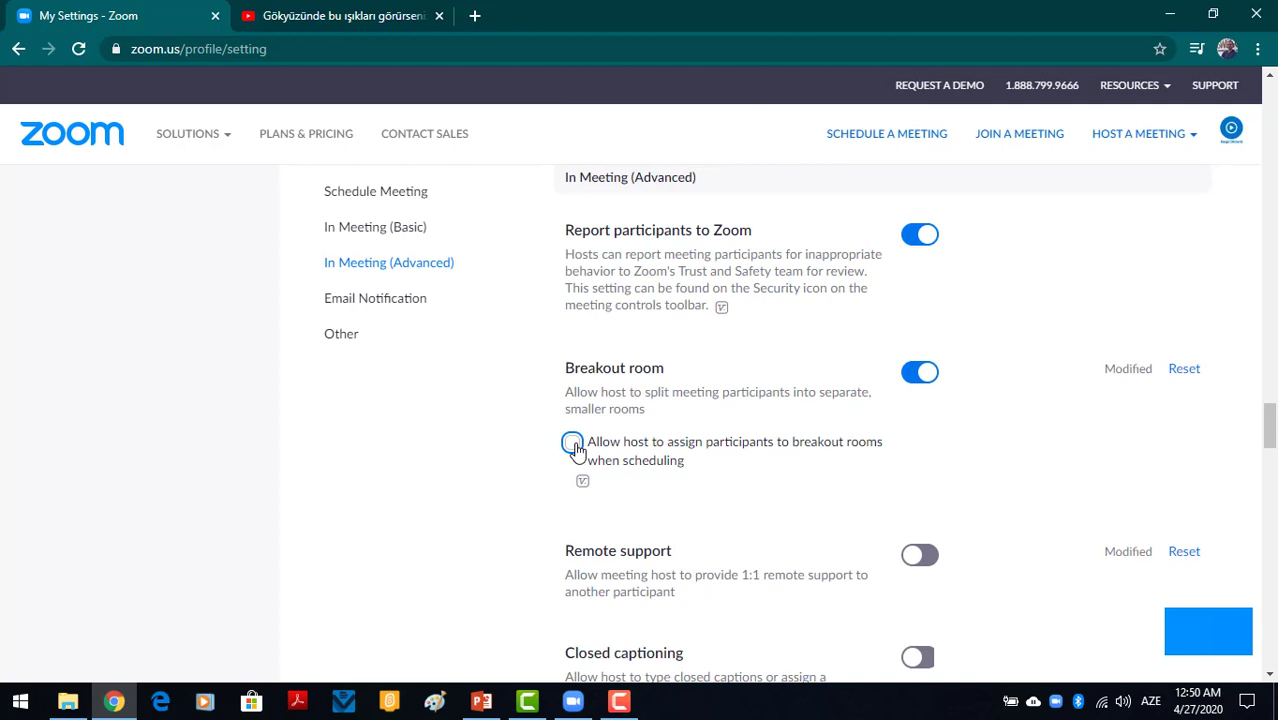 My Settings - Zoom
Gökyüzünde bu ışıkları görürseni
zoom.us/profile/setting
REQUEST A DEMO 1.888.799.9666 RESOURCES SUPPORT
zoom SOLUTIONS PLANS & PRICING CONTACT SALES SCHEDULE A MEETING JOIN A MEETING HOST A MEETING
Schedule Meeting
In Meeting (Basic)
In Meeting (Advanced)
Email Notification
Other
In Meeting (Advanced)
Report participants to Zoom
Hosts can report meeting participants for inappropriate
behavior to Zoom's Trust and Safety team for review.
This setting can be found on the Security icon on the
meeting controls toolbar.
Breakout room
Modified Reset
Allow host to split meeting participants into separate,
smaller rooms
Allow host to assign participants to breakout rooms
when scheduling
Remote support
Modified Reset
Allow meeting host to provide 1:1 remote support to
another participant
Closed captioning
Allow host to type closed captions or assign a
AZE
12:50 AM
4/27/2020